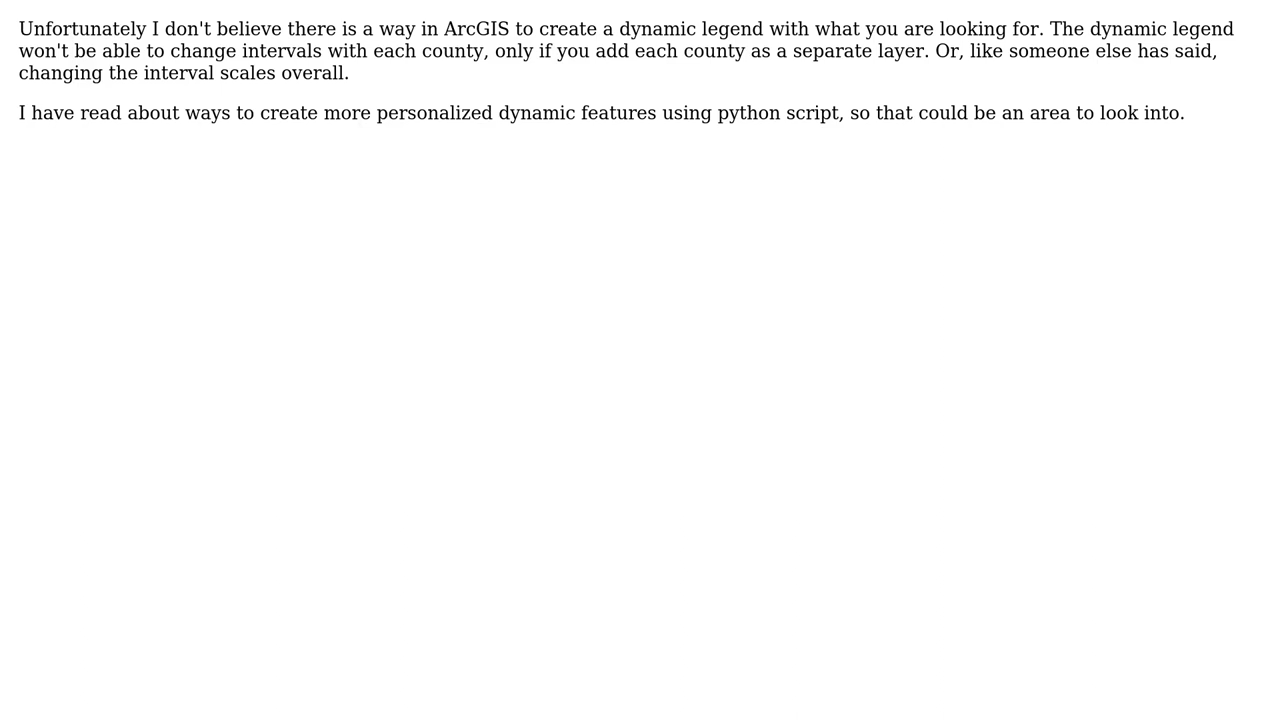 Unfortunately I don't believe there is a way in ArcGIS to create a dynamic legend with what you are looking for. The dynamic legend
won't be able to change intervals with each county, only if you add each county as a separate layer. Or, like someone else has said,
changing the interval scales overall.
I have read about ways to create more personalized dynamic features using python script, so that could be an area to look into.